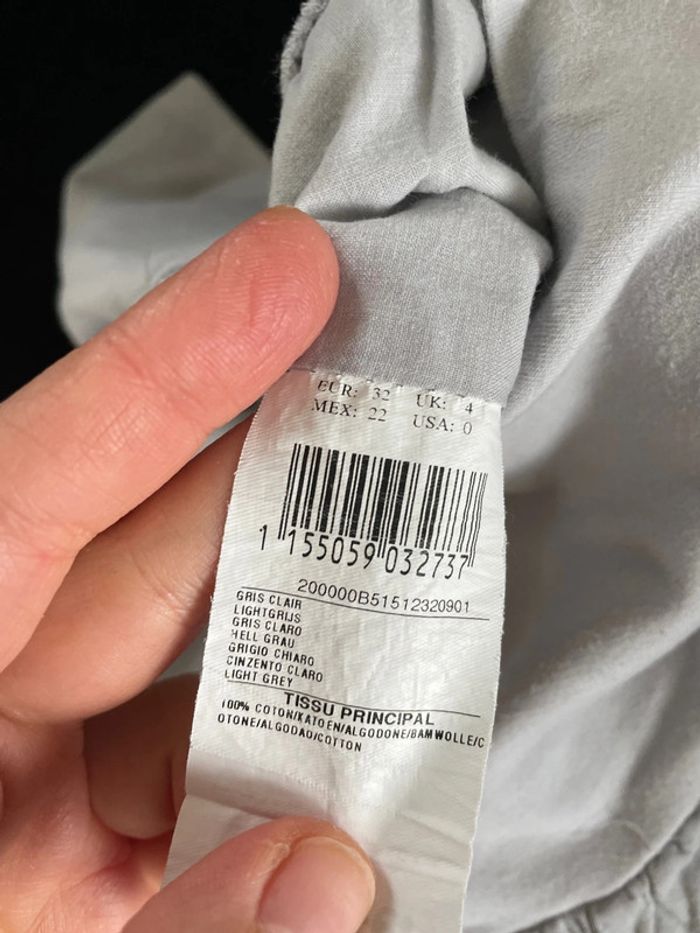 EUR: 32 UK: 4
MEX: 22 USA: 0
1 155059 032737
200000B51512320901
GRIS CLAIR
LIGHTGRIJS
GRIS CLARO
HELL GRAU
GRIGIO CHIARO
CINZENTO CLARO
LIGHT GREY
TISSU PRINCIPAL
100% COTON/KATOEN/ALGODONE/BAMWOLLE/C
OTONE/ALGODAO/COTTON